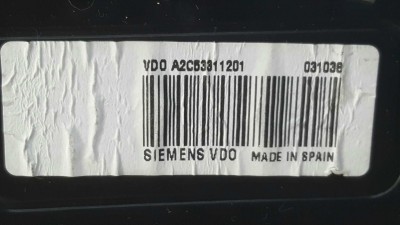 VDO A2C53311201 031036
SIEMENS VDO MADE IN SPAIN